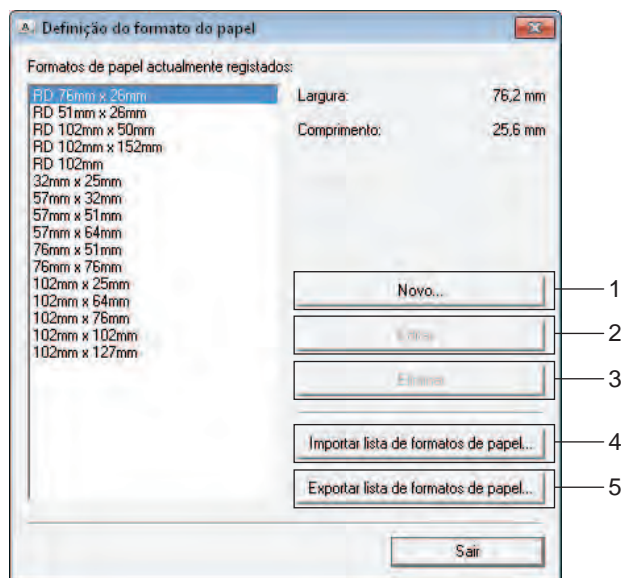 Definição do formato do papel
Formatos de papel actualmente registados:
RD 76mm x 26mm
RD 51mm x 26mm
RD 102mm x 50mm
RD 102mm x 152mm
RD 102mm
32mm x 25mm
57mm x 32mm
57mm x 51mm
57mm x 64mm
76mm x 51mm
76mm x 76mm
102mm x 25mm
102mm x 64mm
102mm x 76mm
102mm x 102mm
102mm x 127mm
Largura: 76,2 mm
Comprimento: 25,6 mm
Novo... 1
Editar 2
Eliminar 3
Importar lista de formatos de papel... 4
Exportar lista de formatos de papel... 5
Sair